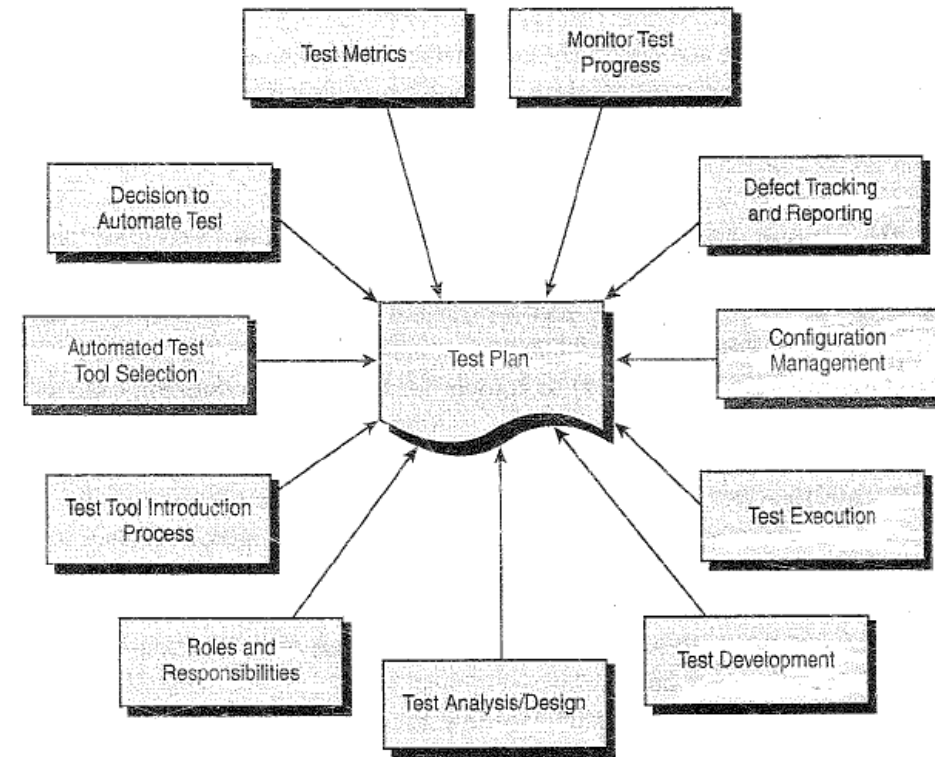 Test Metrics
Monitor Test
Progress
Decision to
Automate Test
Defect Tracking
and Reporting
Automated Test
Tool Selection
Test Plan
Configuration
Management
Test Tool Introduction
Process
Test Execution
Roles and
Responsibilities
Test Analysis/Design
Test Development